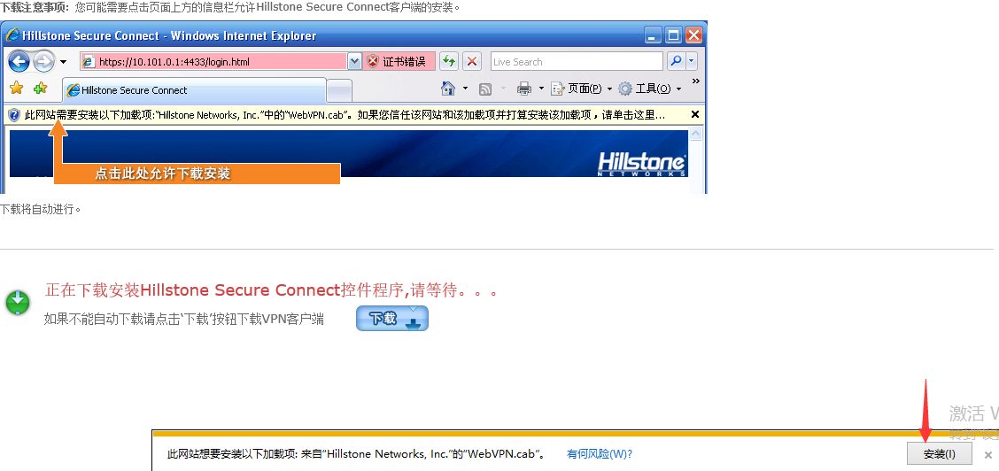 下载注意事项: 您可能需要点击页面上方的信息栏允许Hillstone Secure Connect客户端的安装。
Hillstone Secure Connect - Windows Internet Explorer
https://10.101.0.1:4433/login.html 证书错误 Live Search
Hillstone Secure Connect 页面(P) 工具(O) »
此网站需要安装以下加载项:“Hillstone Networks, Inc.”中的“WebVPN.cab”。如果您信任该网站和该加载项并打算安装该加载项，请单击这里...
Hillstone
NETWORKS
点击此处允许下载安装
下载将自动进行。
正在下载安装Hillstone Secure Connect控件程序,请等待。。。
如果不能自动下载请点击‘下载’按钮下载VPN客户端 下载
激活 W
转到“设置
此网站想要安装以下加载项: 来自“Hillstone Networks, Inc.”的“WebVPN.cab”。 有何风险(W)? 安装(I)